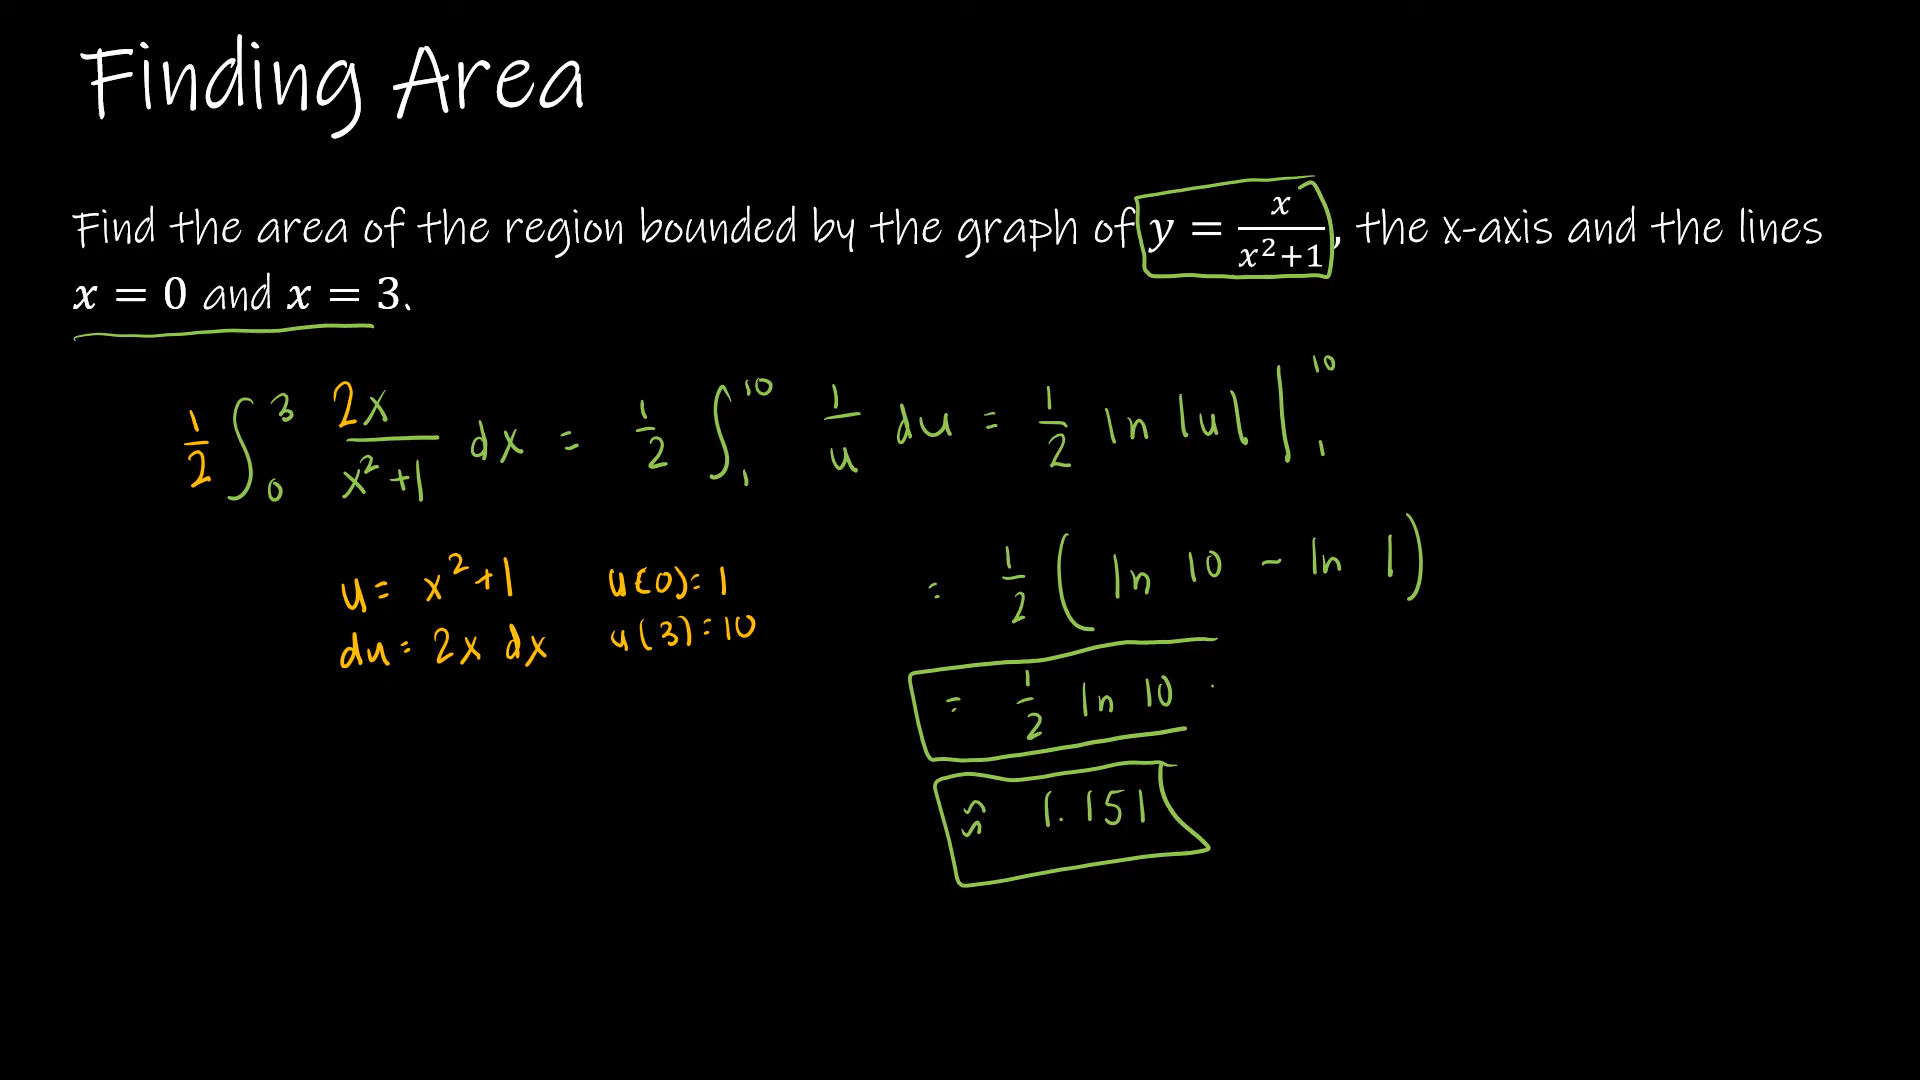 Finding Area
Find the area of the region bounded by the graph of y = x/(x²+1), the x-axis and the lines
x = 0 and x = 3.
1/2 ∫₀³ 2x/(x²+1) dx = 1/2 ∫₁¹⁰ 1/u du = 1/2 ln |u| |₁¹⁰
u = x²+1 u(0) = 1
du = 2x dx u(3) = 10
= 1/2 (ln 10 - ln 1)
= 1/2 ln 10
≈ 1.151